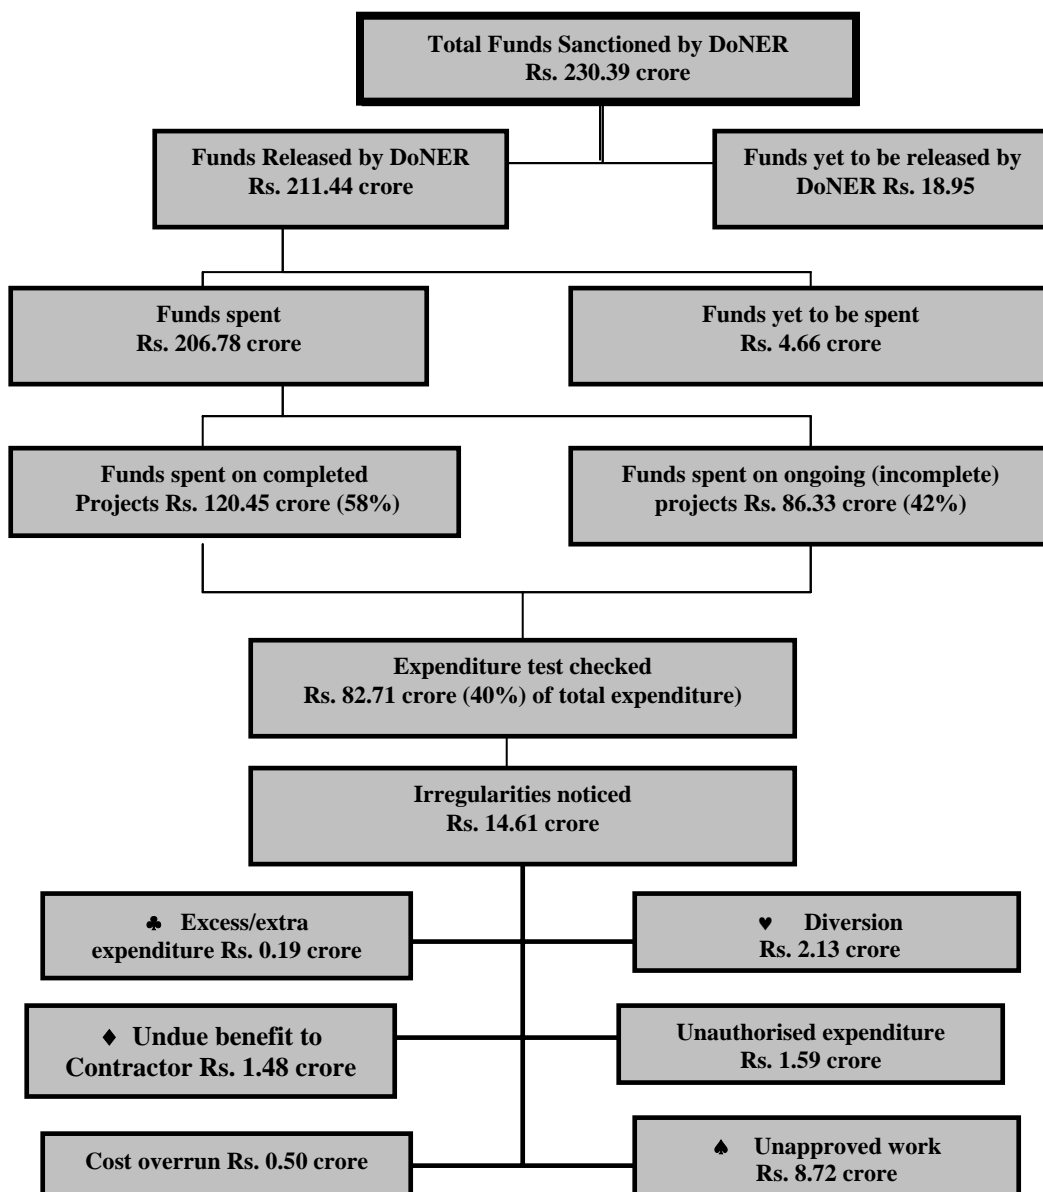 Total Funds Sanctioned by DoNER
Rs. 230.39 crore
Funds Released by DoNER
Rs. 211.44 crore
Funds yet to be released by
DoNER Rs. 18.95
Funds spent
Rs. 206.78 crore
Funds yet to be spent
Rs. 4.66 crore
Funds spent on completed
Projects Rs. 120.45 crore (58%)
Funds spent on ongoing (incomplete)
projects Rs. 86.33 crore (42%)
Expenditure test checked
Rs. 82.71 crore (40%) of total expenditure)
Irregularities noticed
Rs. 14.61 crore
♣ Excess/extra
expenditure Rs. 0.19 crore
♥ Diversion
Rs. 2.13 crore
♦ Undue benefit to
Contractor Rs. 1.48 crore
Unauthorised expenditure
Rs. 1.59 crore
Cost overrun Rs. 0.50 crore
♠ Unapproved work
Rs. 8.72 crore